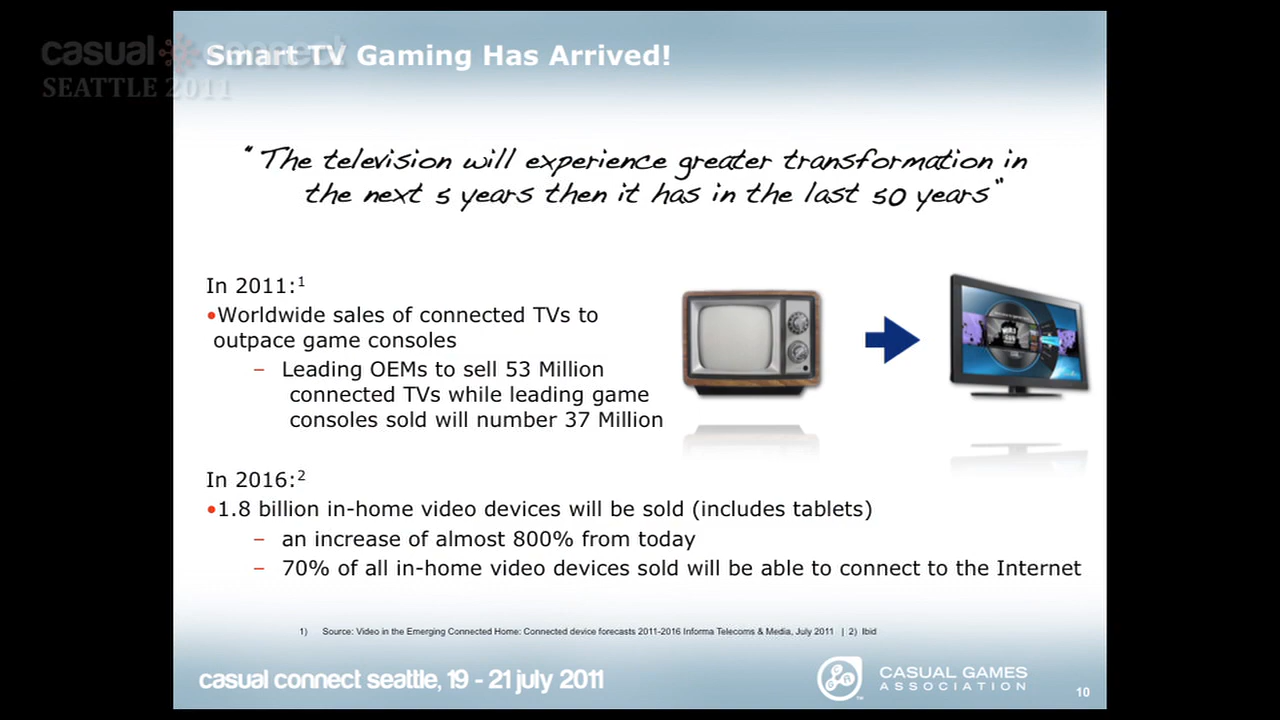 casual connect
SEATTLE 2011
Smart TV Gaming Has Arrived!
"The television will experience greater transformation in
the next 5 years then it has in the last 50 years"
In 2011:1
•Worldwide sales of connected TVs to
outpace game consoles
– Leading OEMs to sell 53 Million
connected TVs while leading game
consoles sold will number 37 Million
In 2016:2
•1.8 billion in-home video devices will be sold (includes tablets)
– an increase of almost 800% from today
– 70% of all in-home video devices sold will be able to connect to the Internet
1) Source: Video in the Emerging Connected Home: Connected device forecasts 2011-2016 Informa Telecoms & Media, July 2011 | 2) Ibid
casual connect seattle, 19 - 21 july 2011
CASUAL GAMES
ASSOCIATION
10